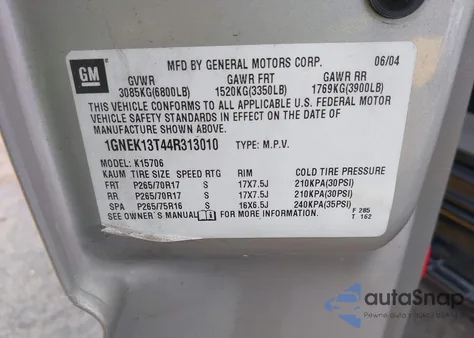 GM
MFD BY GENERAL MOTORS CORP. 06/04
GVWR GAWR FRT GAWR RR
3085KG(6800LB) 1520KG(3350LB) 1769KG(3900LB)
THIS VEHICLE CONFORMS TO ALL APPLICABLE U.S. FEDERAL MOTOR
VEHICLE SAFETY STANDARDS IN EFFECT ON THE DATE OF
MANUFACTURE SHOWN ABOVE.
1GNEK13T44R313010 TYPE: M.P.V.
MODEL: K15706
KAUM TIRE SIZE SPEED RTG RIM COLD TIRE PRESSURE
FRT P265/70R17 S 17X7.5J 210KPA(30PSI)
RR P265/70R17 S 17X7.5J 210KPA(30PSI)
SPA P265/75R16 S 16X6.5J 240KPA(35PSI)
SEE OWNER'S MANUAL FOR MORE INFORMATION.
F 285
T 162
autoSnap